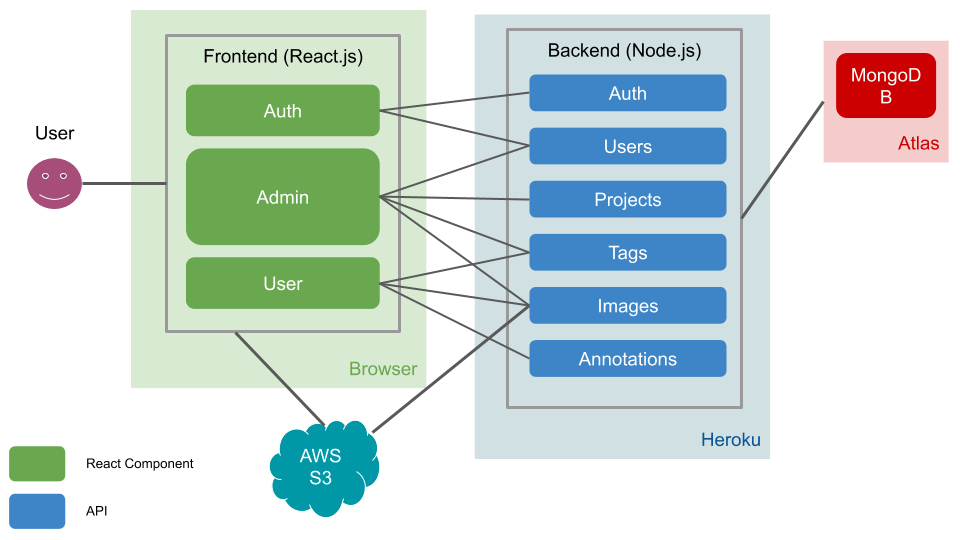 User
Frontend (React.js)
Auth
Admin
User
Browser
Backend (Node.js)
Auth
Users
Projects
Tags
Images
Annotations
Heroku
MongoD
B
Atlas
AWS
S3
React Component
API